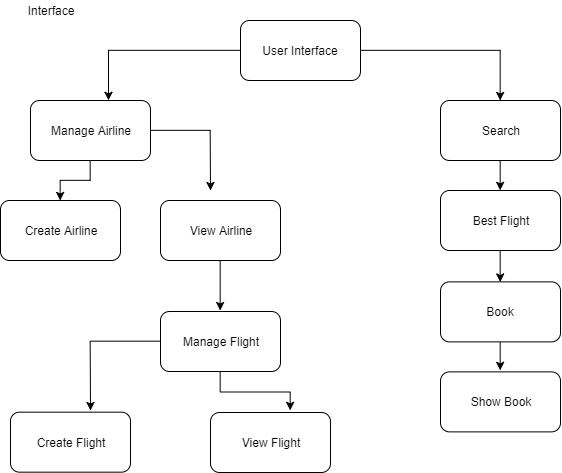 Interface
User Interface
Manage Airline
Search
Create Airline
View Airline
Best Flight
Manage Flight
Book
Show Book
Create Flight
View Flight